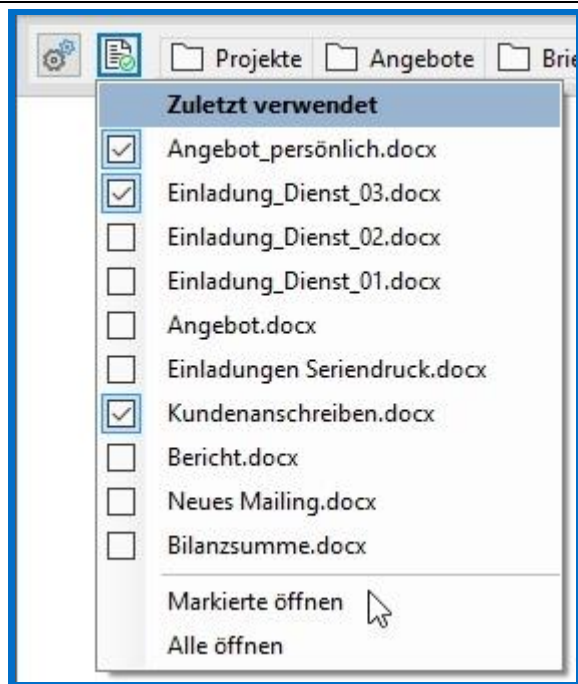 Projekte Angebote Brie
Zuletzt verwendet
Angebot_persönlich.docx
Einladung_Dienst_03.docx
Einladung_Dienst_02.docx
Einladung_Dienst_01.docx
Angebot.docx
Einladungen Seriendruck.docx
Kundenanschreiben.docx
Bericht.docx
Neues Mailing.docx
Bilanzsumme.docx
Markierte öffnen
Alle öffnen